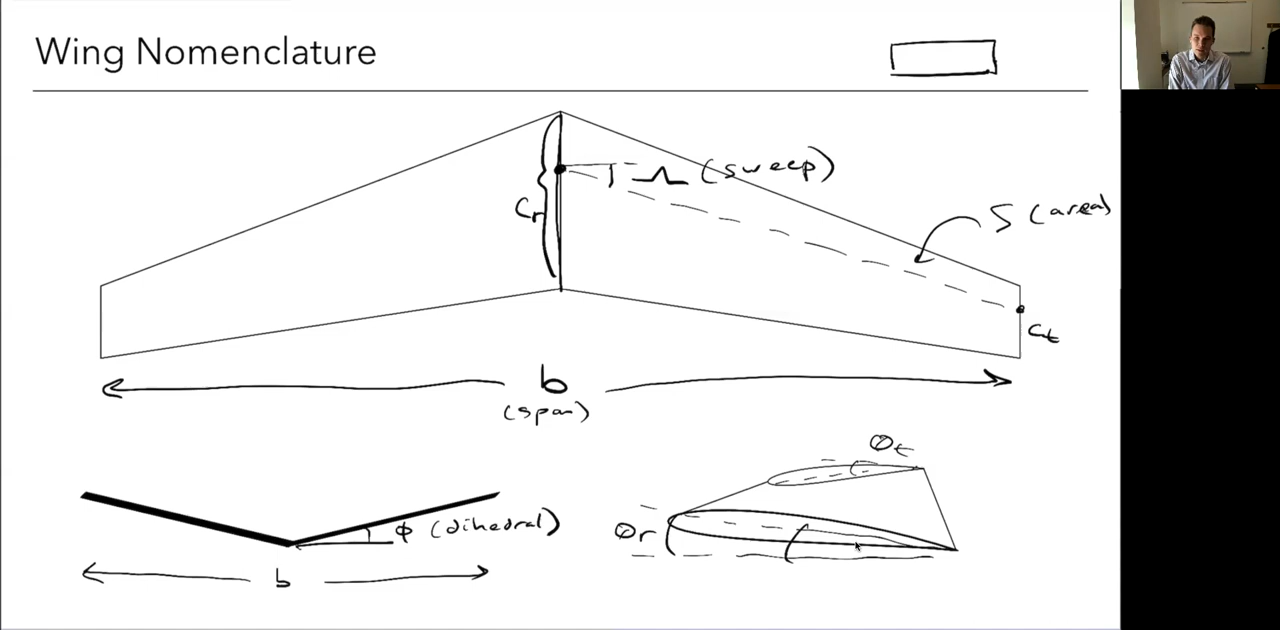 Wing Nomenclature
Λ (sweep)
Cr
S (area)
Ct
b
(span)
θt
ϕ (dihedral)
θr
b